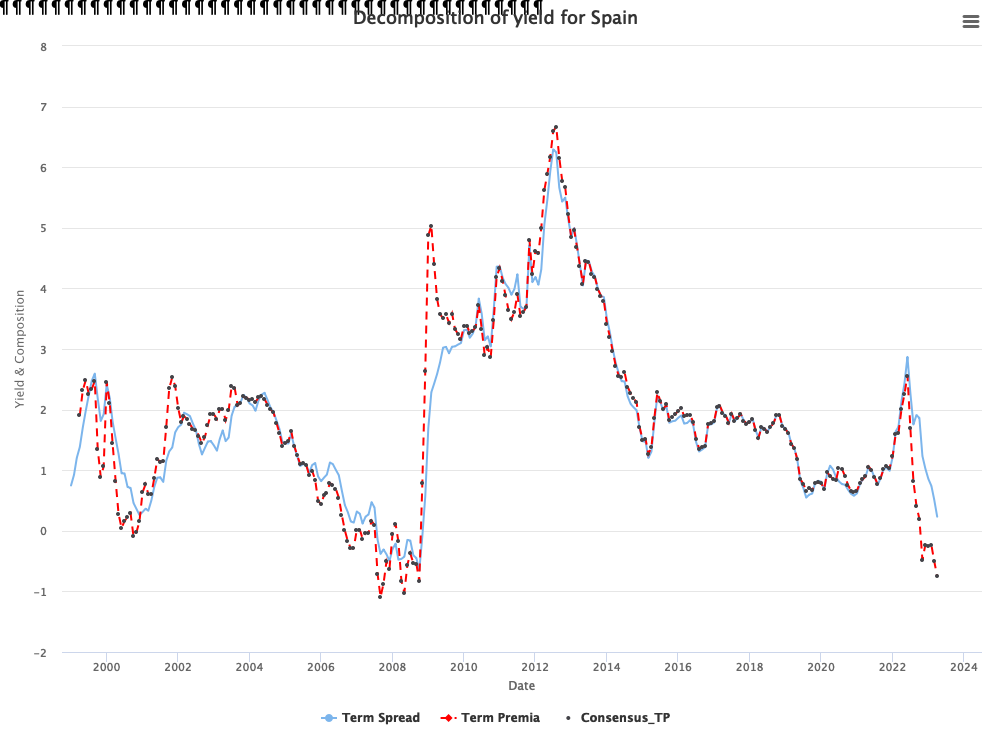 ¶ ¶ ¶ ¶ ¶ ¶ ¶ ¶ ¶ ¶ ¶ ¶ ¶ ¶ ¶ ¶ ¶ ¶ ¶ ¶ ¶ ¶ ¶ ¶ ¶ ¶ ¶ ¶ ¶ ¶ ¶ ¶ ¶ ¶ ¶ ¶ ¶ ¶ ¶ ¶ ¶ ¶
Decomposition of yield for Spain
8
7
6
5
4
3
2
1
0
−1
−2
Yield & Composition
2000 2002 2004 2006 2008 2010 2012 2014 2016 2018 2020 2022 2024
Date
Term Spread Term Premia Consensus_TP